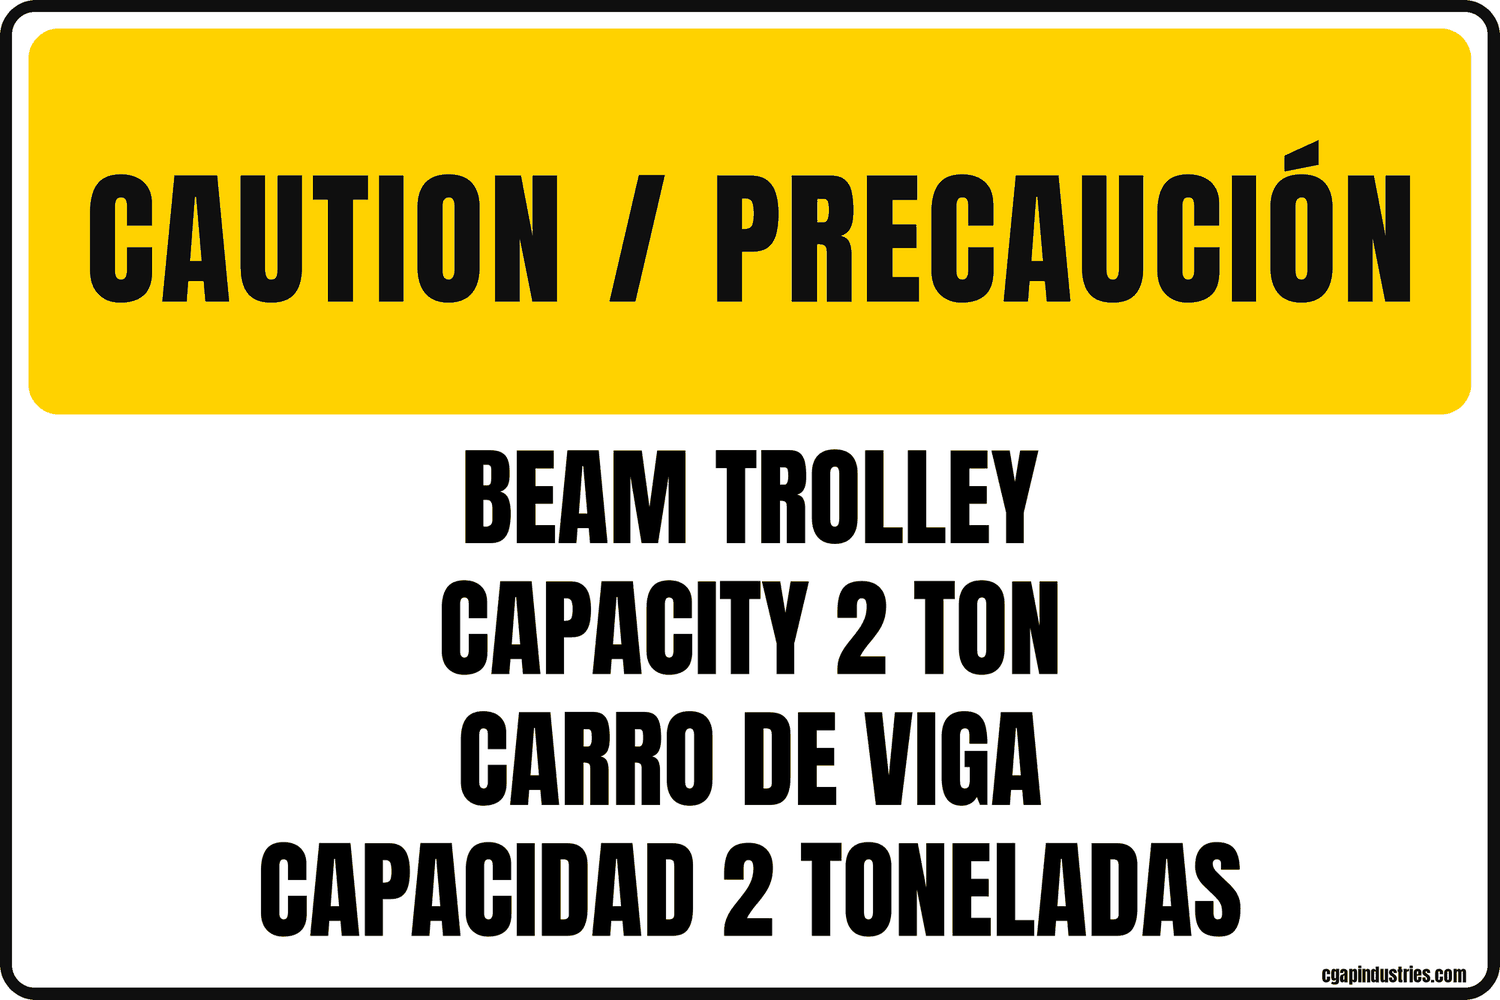 CAUTION / PRECAUCIÓN
BEAM TROLLEY
CAPACITY 2 TON
CARRO DE VIGA
CAPACIDAD 2 TONELADAS
cgapindustries.com